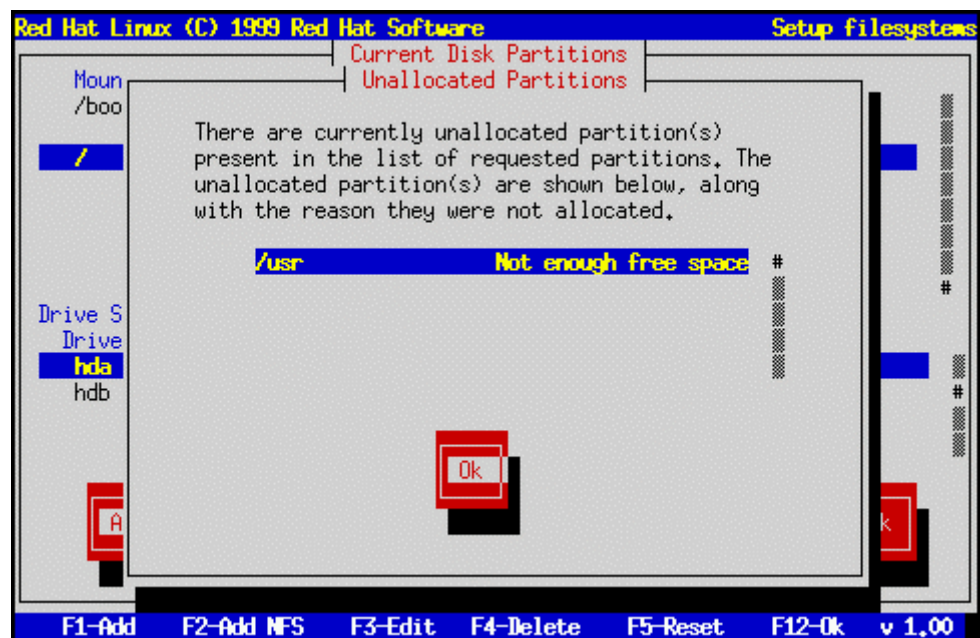 Red Hat Linux (C) 1999 Red Hat Software Setup filesystems
Current Disk Partitions
Unallocated Partitions
Moun
/boo
/
There are currently unallocated partition(s)
present in the list of requested partitions. The
unallocated partition(s) are shown below, along
with the reason they were not allocated.
/usr Not enough free space #
#
Drive S
Drive
hda
hdb #
Ok
A k
F1-Add F2-Add NFS F3-Edit F4-Delete F5-Reset F12-Ok v 1.00